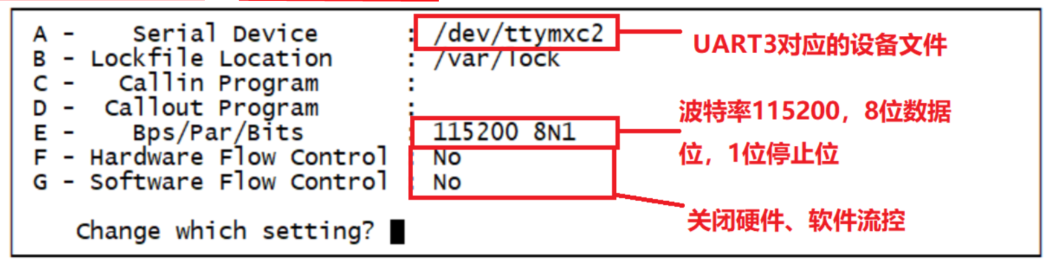 A -    Serial Device      : /dev/ttymxc2
UART3对应的设备文件
B - Lockfile Location     : /var/lock
C -   Callin Program      :
D -  Callout Program      :
波特率115200，8位数据
位，1位停止位
E -    Bps/Par/Bits       : 115200 8N1
F - Hardware Flow Control : No
G - Software Flow Control : No
关闭硬件、软件流控
Change which setting?